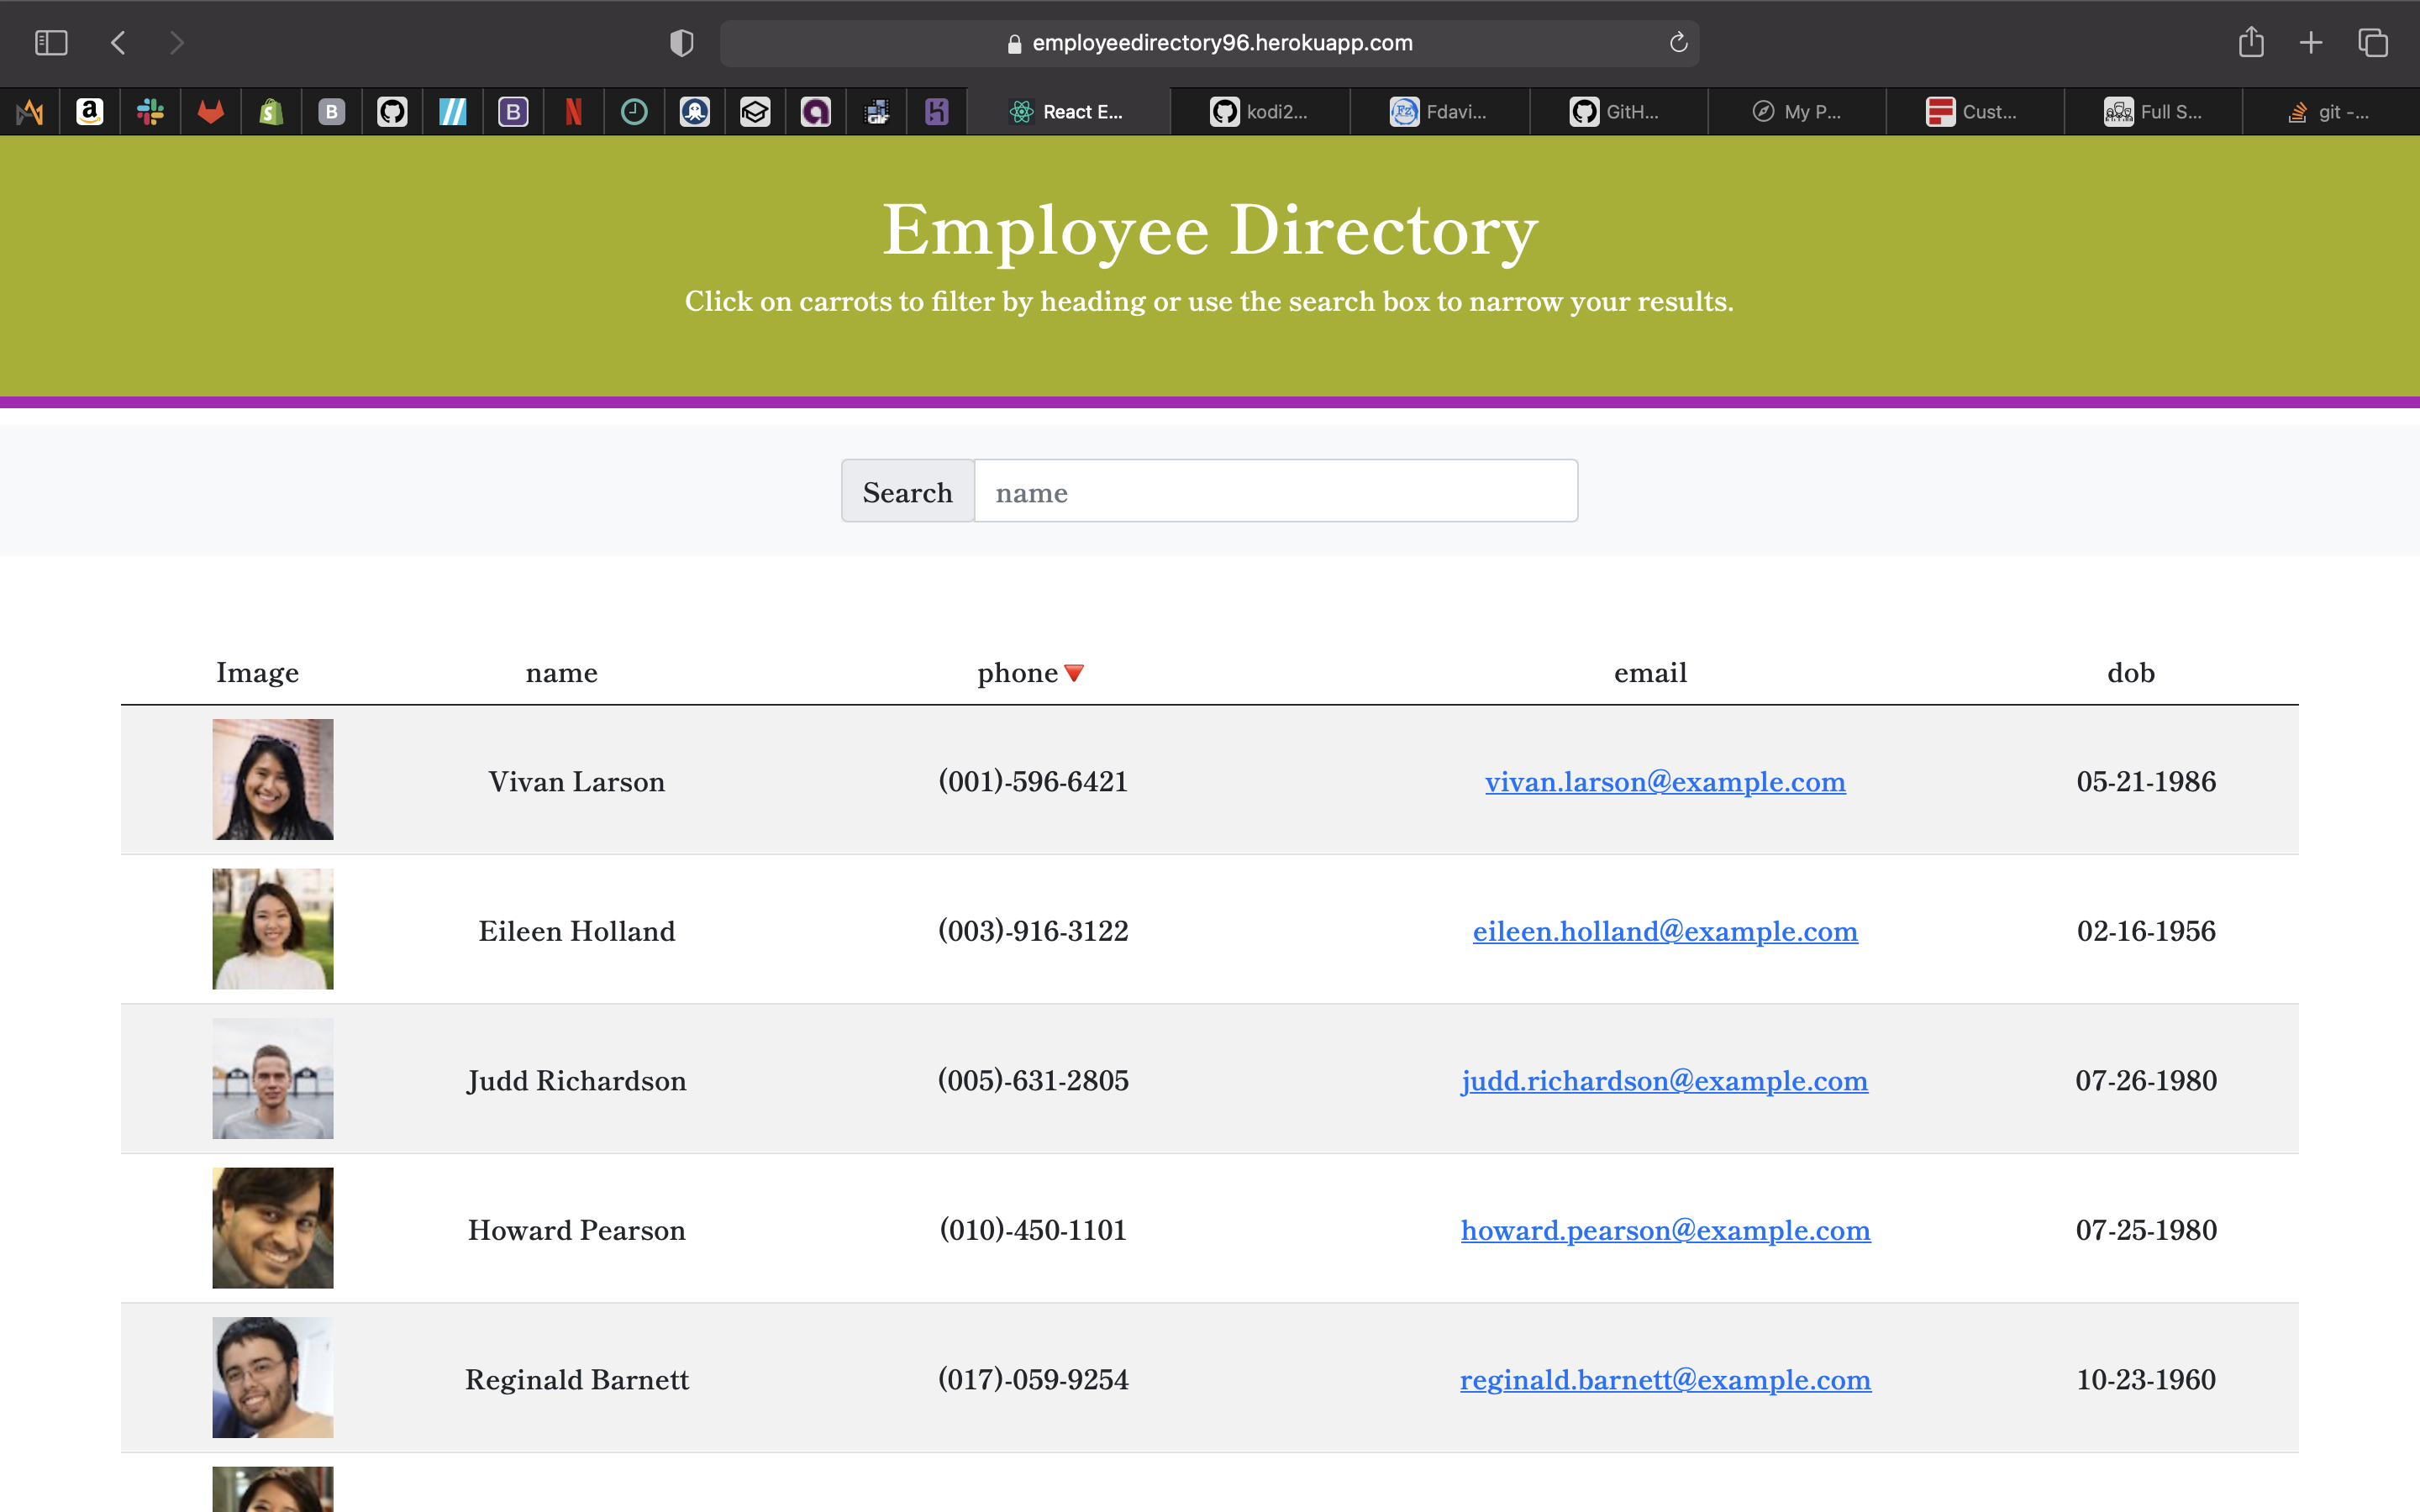 employeedirectory96.herokuapp.com
React E... kodi2... Fdavi... GitH... My P... Cust... Full S... git -...
Employee Directory
Click on carrots to filter by heading or use the search box to narrow your results.
Search name
Image name phone email dob
Vivan Larson (001)-596-6421 vivan.larson@example.com 05-21-1986
Eileen Holland (003)-916-3122 eileen.holland@example.com 02-16-1956
Judd Richardson (005)-631-2805 judd.richardson@example.com 07-26-1980
Howard Pearson (010)-450-1101 howard.pearson@example.com 07-25-1980
Reginald Barnett (017)-059-9254 reginald.barnett@example.com 10-23-1960